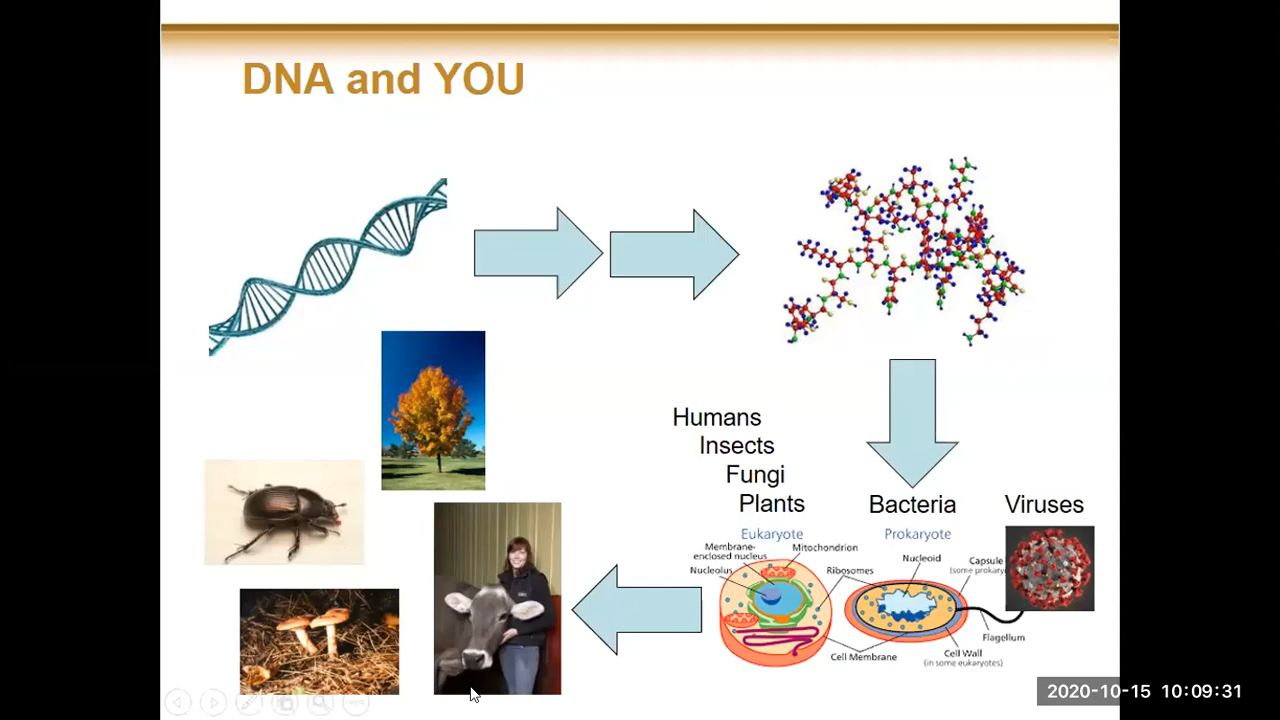 DNA and YOU
Humans
Insects
Fungi
Plants
Bacteria
Viruses
Eukaryote
Prokaryote
Membrane-
enclosed nucleus
Mitochondrion
Nucleolus
Ribosomes
Nucleoid
Capsule
(some prokary
Flagellum
Cell Membrane
Cell Wall
(in some eukaryotes)
2020-10-15 10:09:31